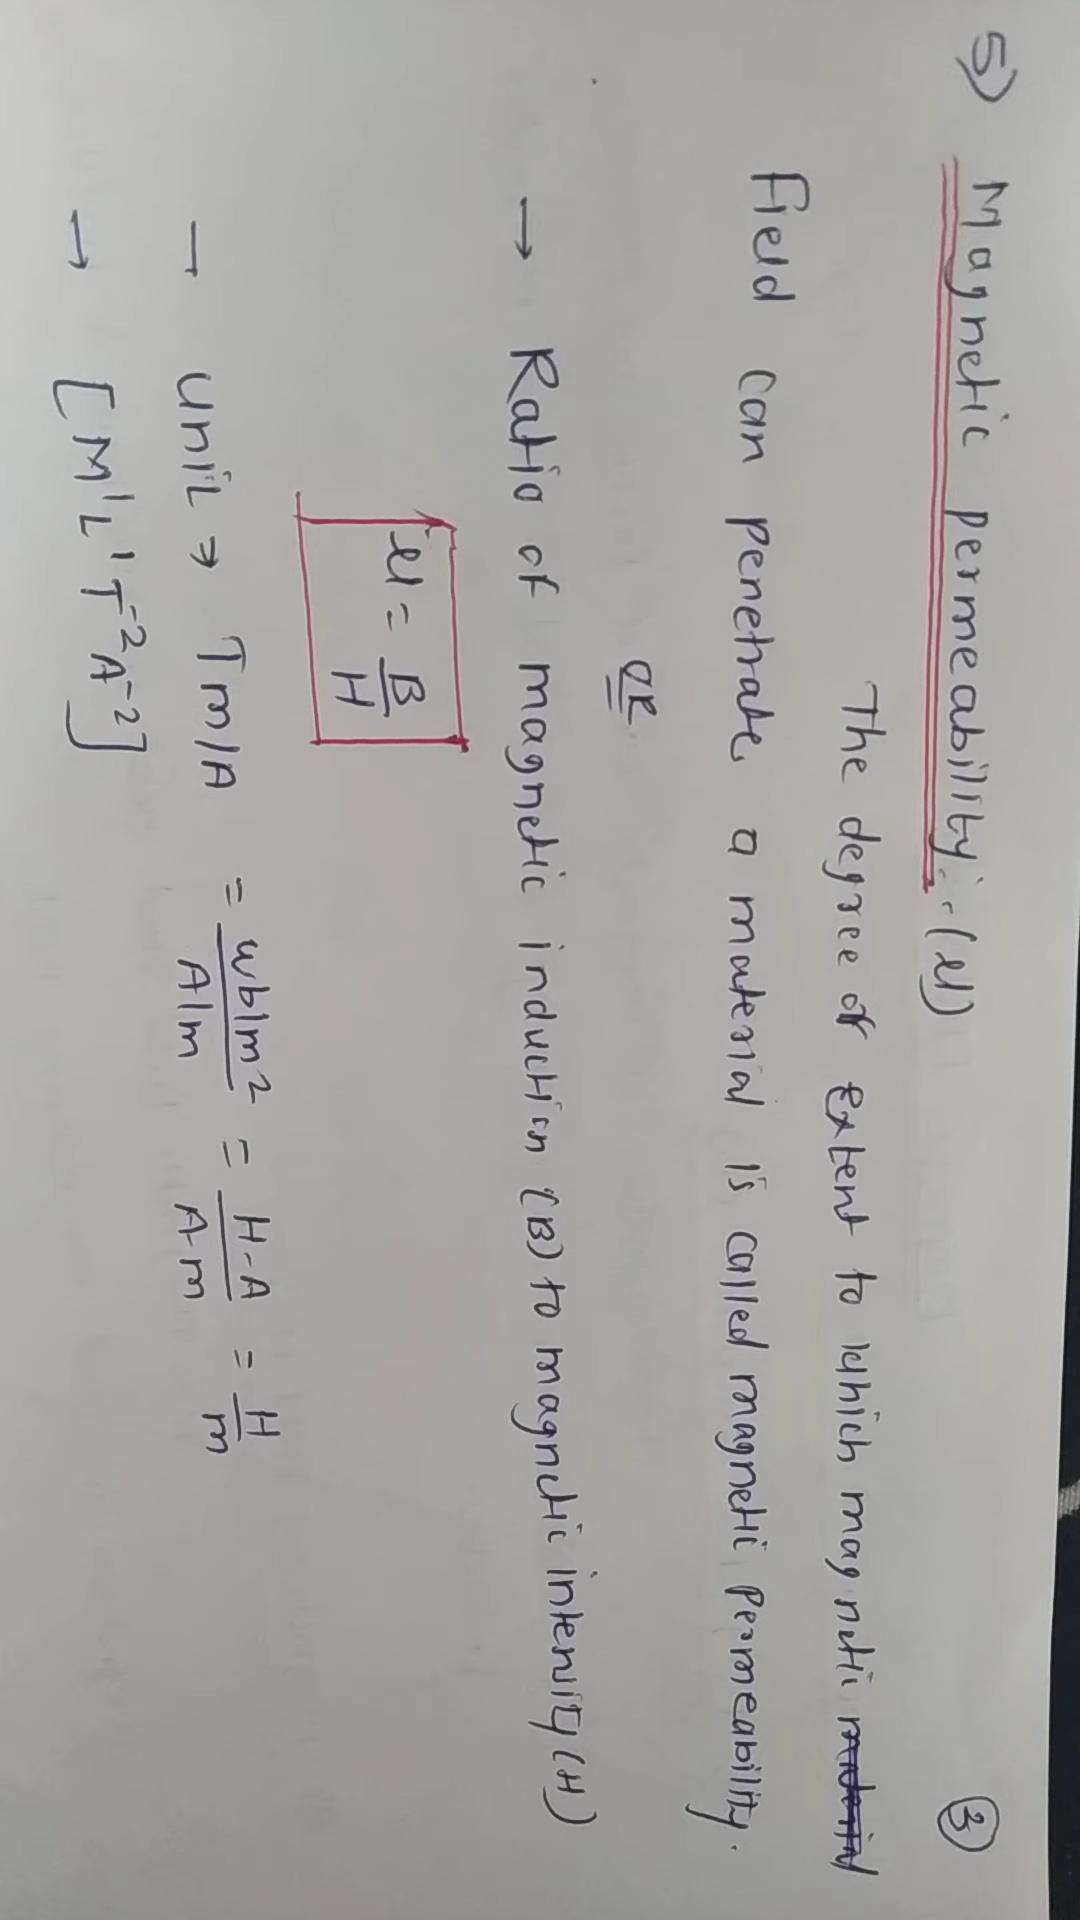 ③
5) Magnetic permeability:- (μ)
The degree or extent to which magnetic
Field can penetrate a material is called magnetic permeability.
OR
→ Ratio of magnetic induction (B) to magnetic intensity (H)
μ = B/H
→ Unit → Tm/A = wb/m²/A/m = H-A/A-m = H/m
→ [M¹L¹T⁻²A⁻²]